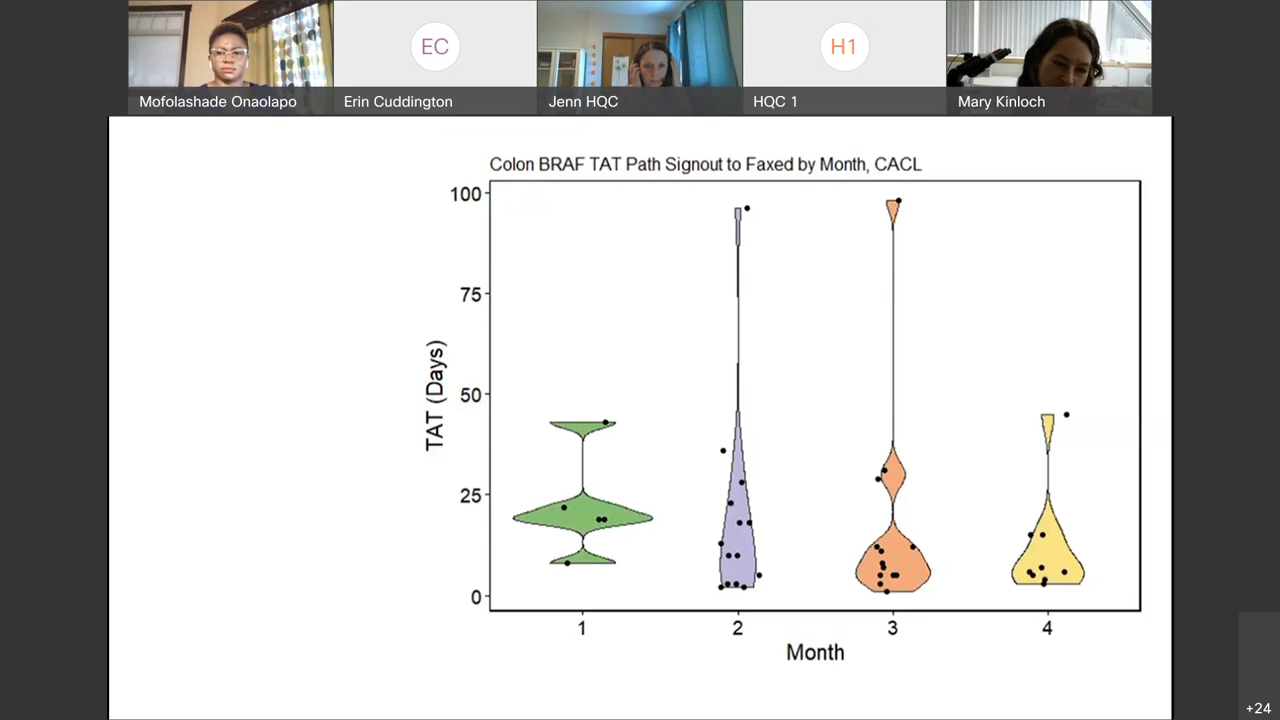 EC
H1
Mofolashade Onaolapo
Erin Cuddington
Jenn HQC
HQC 1
Mary Kinloch
Colon BRAF TAT Path Signout to Faxed by Month, CACL
100
75
50
25
0
TAT (Days)
1 2 3 4
Month
+24